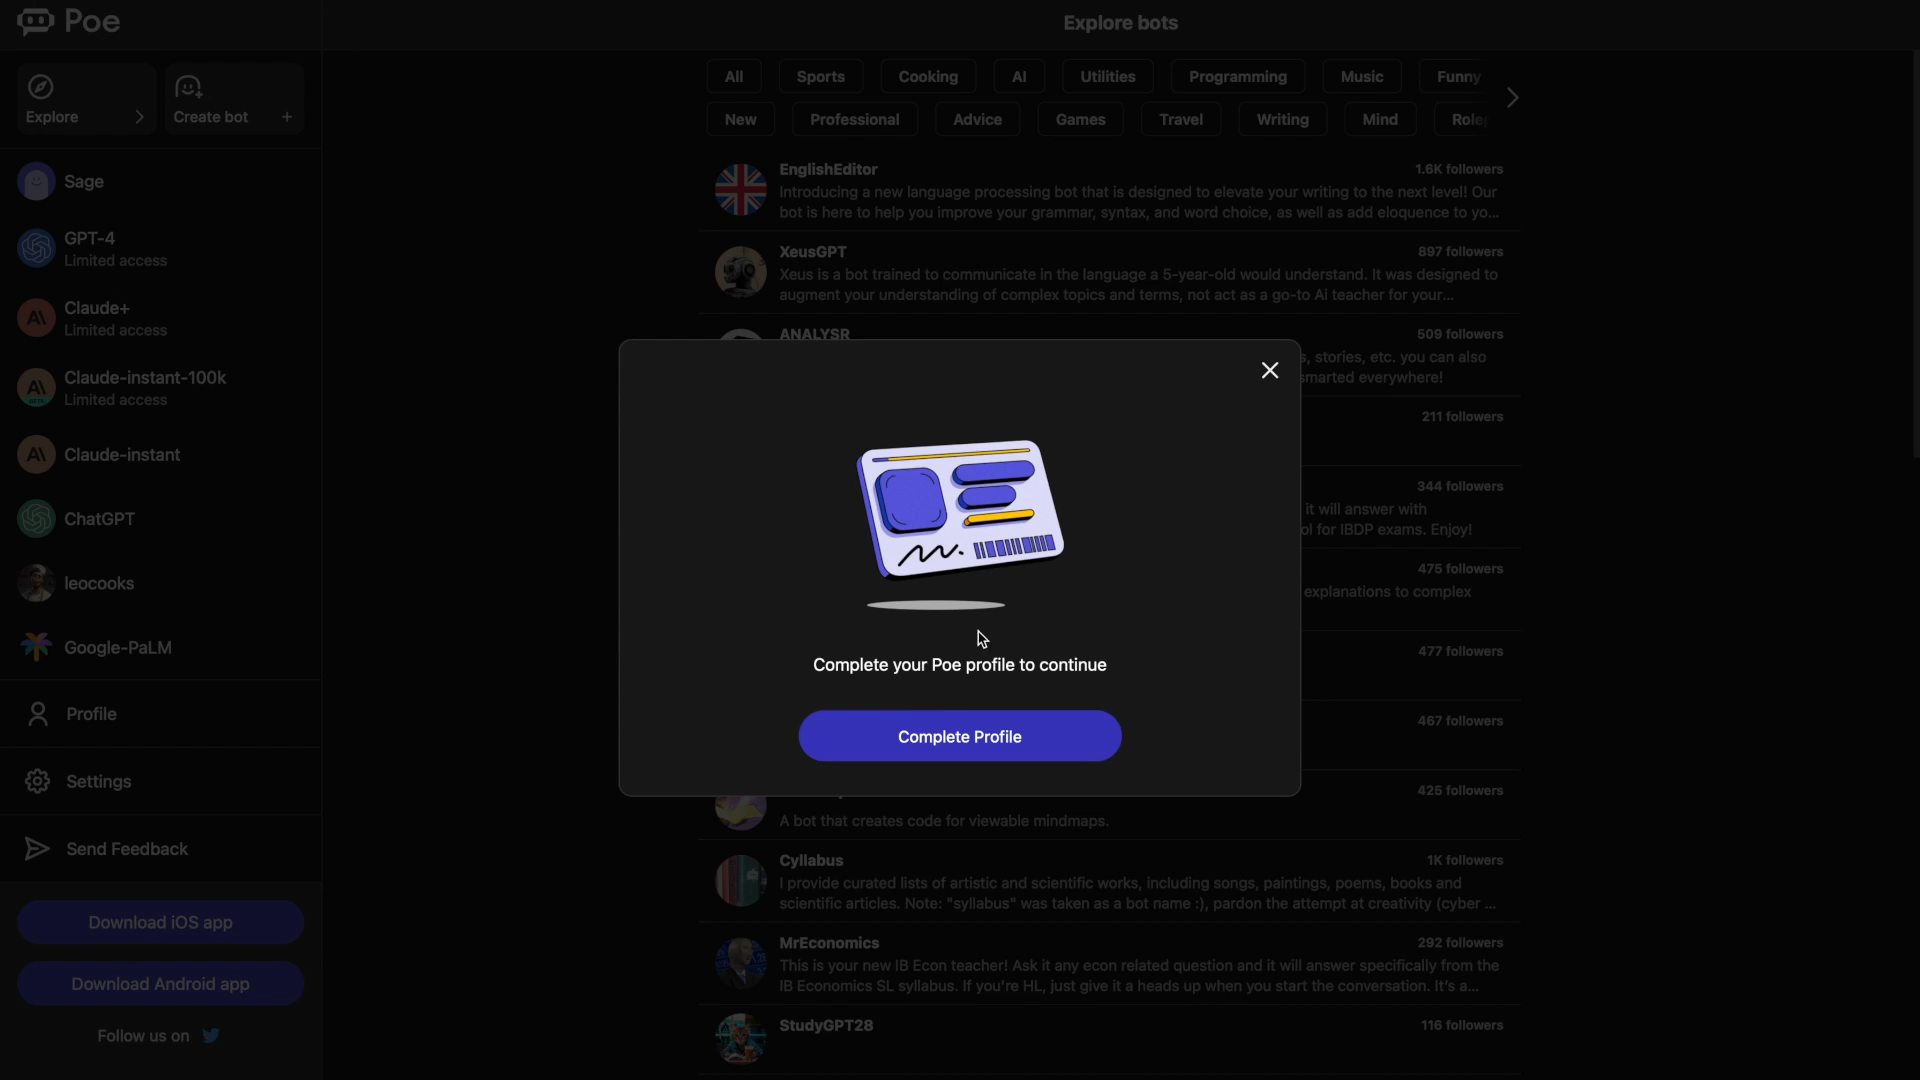 Poe
Explore bots
Explore
Create bot
+
Sage
GPT-4
Limited access
Claude+
Limited access
Claude-instant-100k
Limited access
Claude-instant
ChatGPT
leocooks
Google-PaLM
Profile
Settings
Send Feedback
Download iOS app
Download Android app
Follow us on
All
Sports
Cooking
AI
Utilities
Programming
Music
Funny
New
Professional
Advice
Games
Travel
Writing
Mind
EnglishEditor
1.6K followers
Introducing a new language processing bot that is designed to elevate your writing to the next level! Our
bot is here to help you improve your grammar, syntax, and word choice, as well as add eloquence to yo...
XeusGPT
897 followers
Xeus is a bot trained to communicate in the language a 5-year-old would understand. It was designed to
augment your understanding of complex topics and terms, not act as a go-to Ai teacher for your...
ANALYSR
509 followers
s, stories, etc. you can also
smarted everywhere!
211 followers
344 followers
it will answer with
ol for IBDP exams. Enjoy!
475 followers
explanations to complex
477 followers
467 followers
Complete your Poe profile to continue
Complete Profile
425 followers
A bot that creates code for viewable mindmaps.
Cyllabus
1K followers
I provide curated lists of artistic and scientific works, including songs, paintings, poems, books and
scientific articles. Note: "syllabus" was taken as a bot name :), pardon the attempt at creativity (cyber ...
MrEconomics
292 followers
This is your new IB Econ teacher! Ask it any econ related question and it will answer specifically from the
IB Economics SL syllabus. If you're HL, just give it a heads up when you start the conversation. It's a...
StudyGPT28
116 followers